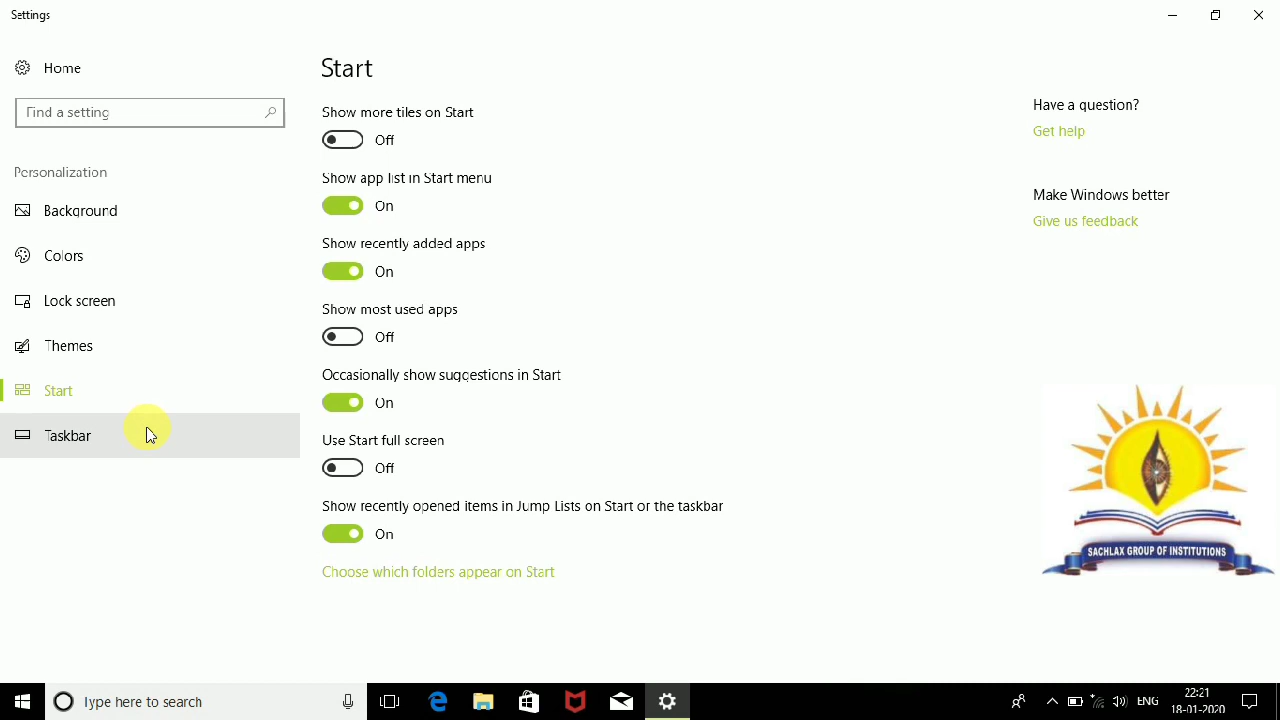 Settings
Home
Find a setting
Personalization
Background
Colors
Lock screen
Themes
Start
Taskbar
Start
Show more tiles on Start
Off
Show app list in Start menu
On
Show recently added apps
On
Show most used apps
Off
Occasionally show suggestions in Start
On
Use Start full screen
Off
Show recently opened items in Jump Lists on Start or the taskbar
On
Choose which folders appear on Start
Have a question?
Get help
Make Windows better
Give us feedback
SACHLAX GROUP OF INSTITUTIONS
Type here to search
ENG
22:21
18-01-2020